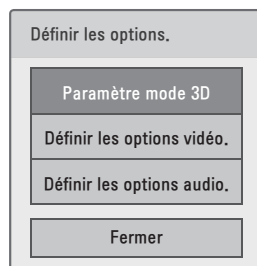 Définir les options.
Paramètre mode 3D
Définir les options vidéo.
Définir les options audio.
Fermer